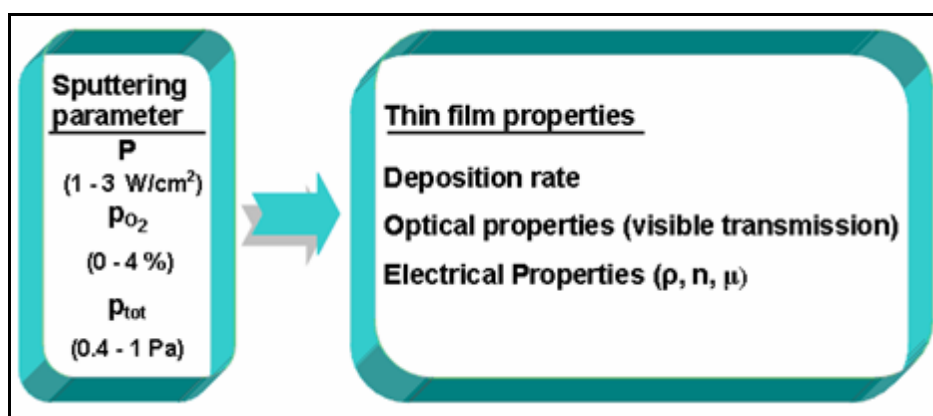 Sputtering
parameter
P
(1 - 3 W/cm²)
pO₂
(0 - 4 %)
ptot
(0.4 - 1 Pa)
Thin film properties
Deposition rate
Optical properties (visible transmission)
Electrical Properties (ρ, n, μ)